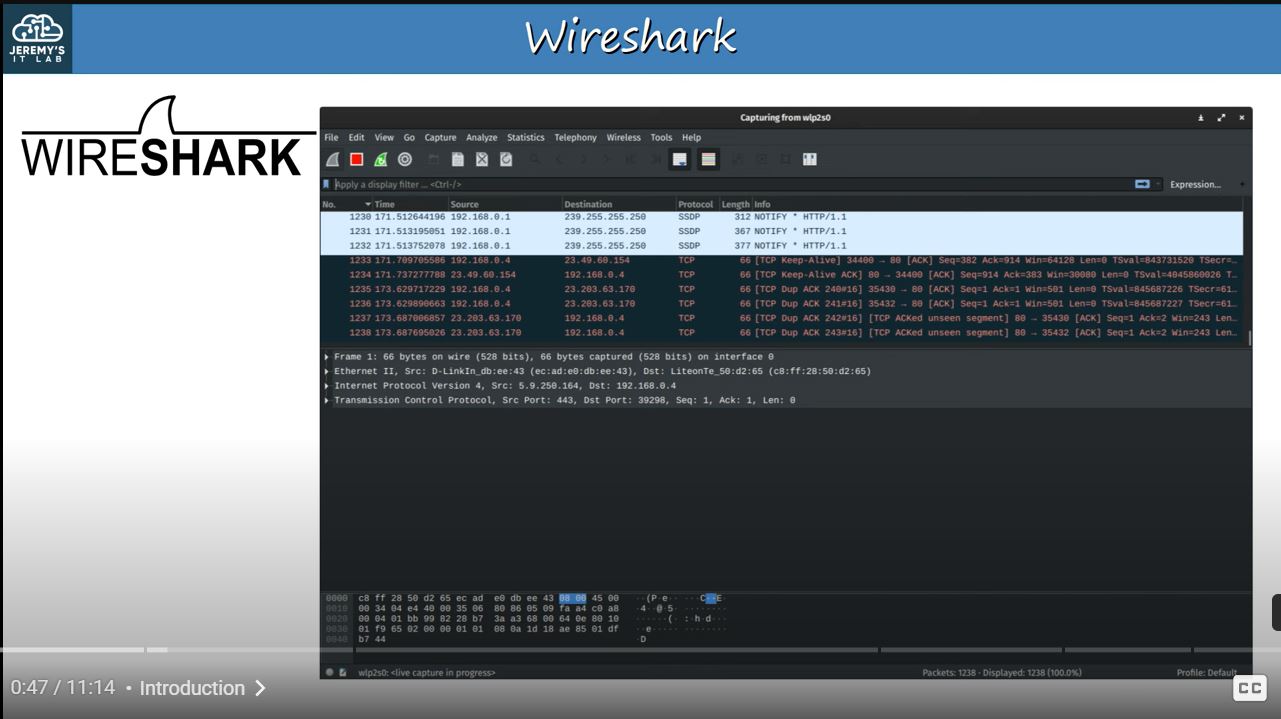 JEREMY'S
IT LAB
Wireshark
WIRESHARK
Capturing from wlp2s0
File Edit View Go Capture Analyze Statistics Telephony Wireless Tools Help
Apply a display filter ... <Ctrl-/> Expression...
No. Time Source Destination Protocol Length Info
1230 171.512644196 192.168.0.1 239.255.255.250 SSDP 312 NOTIFY * HTTP/1.1
1231 171.513195051 192.168.0.1 239.255.255.250 SSDP 367 NOTIFY * HTTP/1.1
1232 171.513752078 192.168.0.1 239.255.255.250 SSDP 377 NOTIFY * HTTP/1.1
1233 171.709705586 192.168.0.4 23.49.60.154 TCP 66 [TCP Keep-Alive] 34400 → 80 [ACK] Seq=382 Ack=914 Win=64128 Len=0 TSval=843731520 TSecr=…
1234 171.737277788 23.49.60.154 192.168.0.4 TCP 66 [TCP Keep-Alive ACK] 80 → 34400 [ACK] Seq=914 Ack=383 Win=30080 Len=0 TSval=4045860026 T…
1235 173.629717229 192.168.0.4 23.203.63.170 TCP 66 [TCP Dup ACK 240#16] 35430 → 80 [ACK] Seq=1 Ack=1 Win=501 Len=0 TSval=845687226 TSecr=61…
1236 173.629890663 192.168.0.4 23.203.63.170 TCP 66 [TCP Dup ACK 241#16] 35432 → 80 [ACK] Seq=1 Ack=1 Win=501 Len=0 TSval=845687227 TSecr=61…
1237 173.687006857 23.203.63.170 192.168.0.4 TCP 66 [TCP Dup ACK 242#16] [TCP ACKed unseen segment] 80 → 35430 [ACK] Seq=1 Ack=2 Win=243 Len…
1238 173.687695026 23.203.63.170 192.168.0.4 TCP 66 [TCP Dup ACK 243#16] [TCP ACKed unseen segment] 80 → 35432 [ACK] Seq=1 Ack=2 Win=243 Len…
Frame 1: 66 bytes on wire (528 bits), 66 bytes captured (528 bits) on interface 0
Ethernet II, Src: D-LinkIn_db:ee:43 (ec:ad:e0:db:ee:43), Dst: LiteonTe_50:d2:65 (c8:ff:28:50:d2:65)
Internet Protocol Version 4, Src: 5.9.250.164, Dst: 192.168.0.4
Transmission Control Protocol, Src Port: 443, Dst Port: 39298, Seq: 1, Ack: 1, Len: 0
0000 c8 ff 28 50 d2 65 ec ad e0 db ee 43 08 00 45 00 ··(P·e·· ···C··E·
0010 00 34 04 e4 40 00 35 06 80 86 05 09 fa a4 c0 a8 ·4··@·5· ········
0020 00 04 01 bb 99 82 28 b7 3a a3 68 00 64 0e 80 10 ······(· :·h·d···
0030 01 f9 65 02 00 00 01 01 08 0a 1d 18 ae 85 01 df ··e····· ········
0040 b7 44 ·D
wlp2s0: <live capture in progress> Packets: 1238 · Displayed: 1238 (100.0%) Profile: Default
0:47 / 11:14 • Introduction
CC